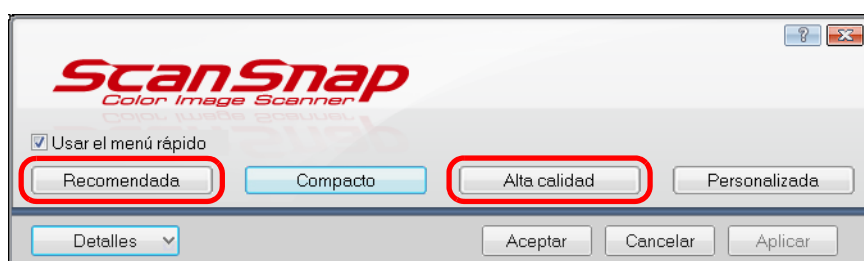 ScanSnap
Color Image Scanner
Usar el menú rápido
Recomendada Compacto Alta calidad Personalizada
Detalles Aceptar Cancelar Aplicar